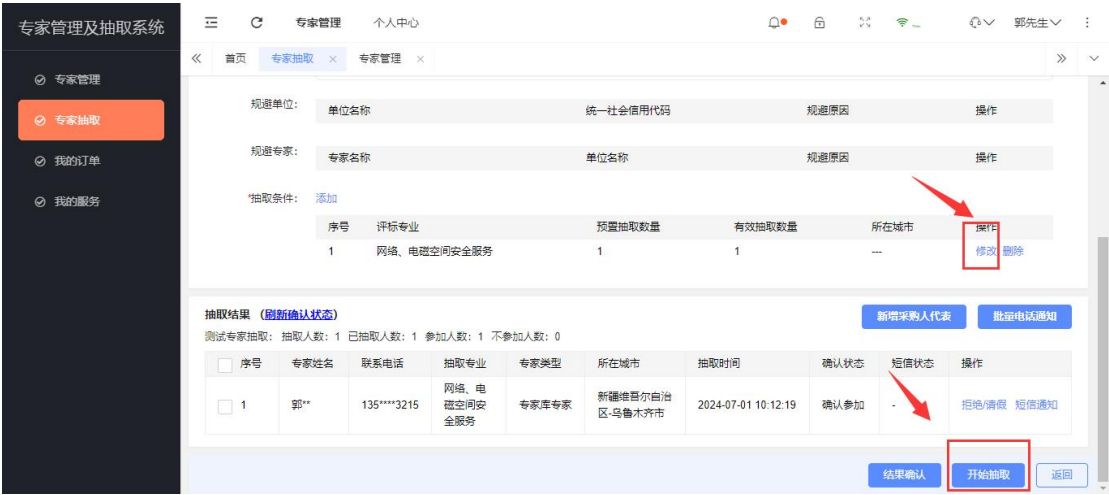 专家管理及抽取系统
专家管理 个人中心
郭先生
首页 专家抽取 × 专家管理 ×
专家管理
专家抽取
我的订单
我的服务
规避单位: 单位名称 统一社会信用代码 规避原因 操作
规避专家: 专家名称 单位名称 规避原因 操作
*抽取条件: 添加
序号 评标专业 预置抽取数量 有效抽取数量 所在城市 操作
1 网络、电磁空间安全服务 1 1 --- 修改 删除
抽取结果 (刷新确认状态) 新增采购人代表 批量电话通知
测试专家抽取: 抽取人数: 1 已抽取人数: 1 参加人数: 1 不参加人数: 0
序号 专家姓名 联系电话 抽取专业 专家类型 所在城市 抽取时间 确认状态 短信状态 操作
1 郭** 135****3215 网络、电磁空间安全服务 专家库专家 新疆维吾尔自治区-乌鲁木齐市 2024-07-01 10:12:19 确认参加 - 拒绝/请假 短信通知
结果确认 开始抽取 返回